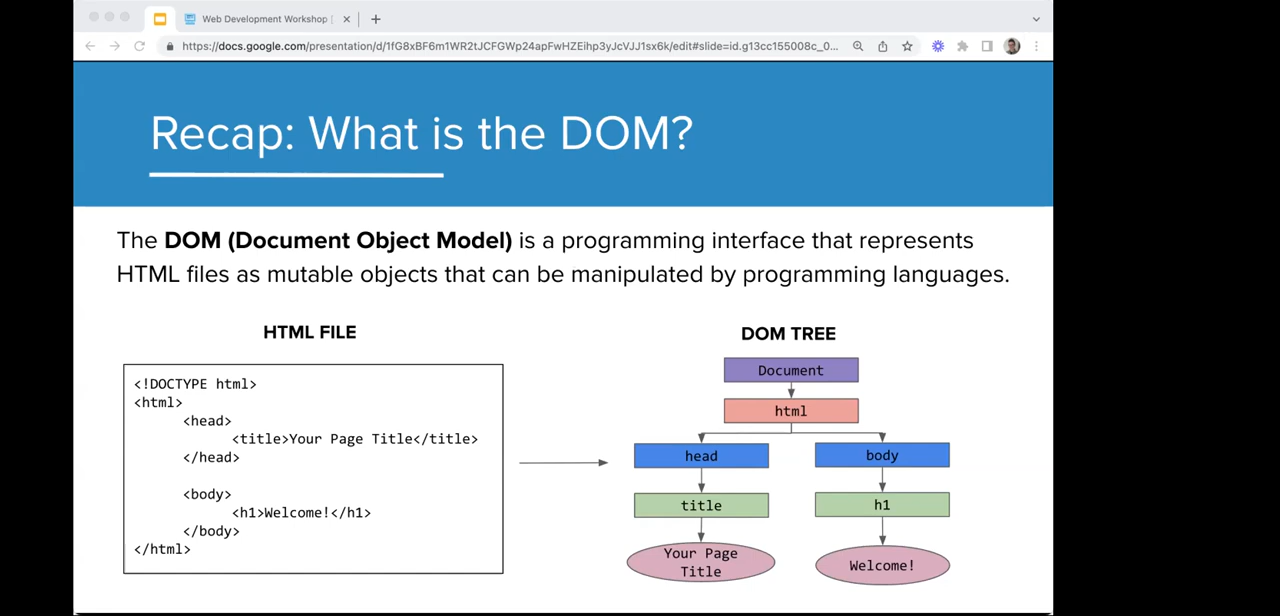 Web Development Workshop |
https://docs.google.com/presentation/d/1fG8xBF6m1WR2tJCFGWp24apFwHZEihp3yJcVJJ1sx6k/edit#slide=id.g13cc155008c_0...
Recap: What is the DOM?
The DOM (Document Object Model) is a programming interface that represents
HTML files as mutable objects that can be manipulated by programming languages.
HTML FILE
<!DOCTYPE html>
<html>
<head>
<title>Your Page Title</title>
</head>
<body>
<h1>Welcome!</h1>
</body>
</html>
DOM TREE
Document
html
head
body
title
h1
Your Page
Title
Welcome!